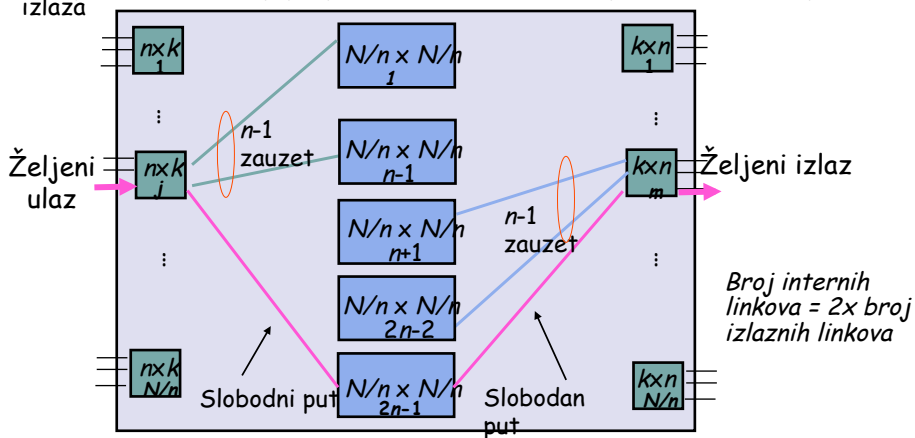 izlaza
n×k
1
N/n x N/n
1
k×n
1
...
n-1
zauzet
...
Željeni
ulaz
n×k
j
N/n x N/n
n-1
k×n
m
Željeni izlaz
N/n x N/n
n+1
n-1
zauzet
...
...
N/n x N/n
2n-2
Broj internih
linkova = 2x broj
izlaznih linkova
n×k
N/n
Slobodni put
N/n x N/n
2n-1
Slobodan
put
k×n
N/n